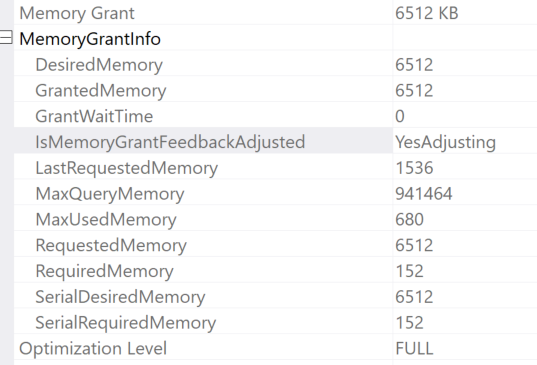 Memory Grant 6512 KB
MemoryGrantInfo
DesiredMemory 6512
GrantedMemory 6512
GrantWaitTime 0
IsMemoryGrantFeedbackAdjusted YesAdjusting
LastRequestedMemory 1536
MaxQueryMemory 941464
MaxUsedMemory 680
RequestedMemory 6512
RequiredMemory 152
SerialDesiredMemory 6512
SerialRequiredMemory 152
Optimization Level FULL